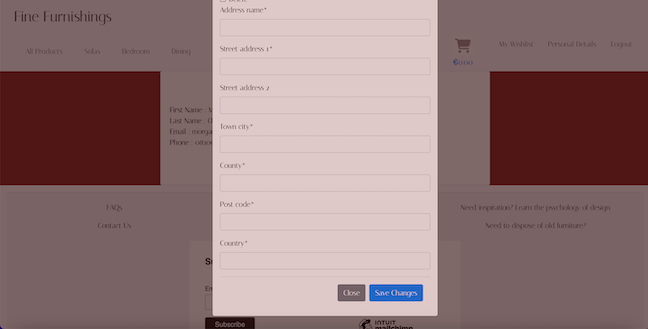 Fine Furnishings
Address name*
All Products Sofas Bedroom Dining
My Wishlist Personal Details Logout
€0.00
Street address 1*
Street address 2
First Name :
Last Name :
Email :
Phone :
Town city*
County*
Post code*
Country*
FAQs
Contact Us
Need inspiration? Learn the psychology of design
Need to dispose of old furniture?
Close Save Changes
Subscribe
INTUIT
mailchimp